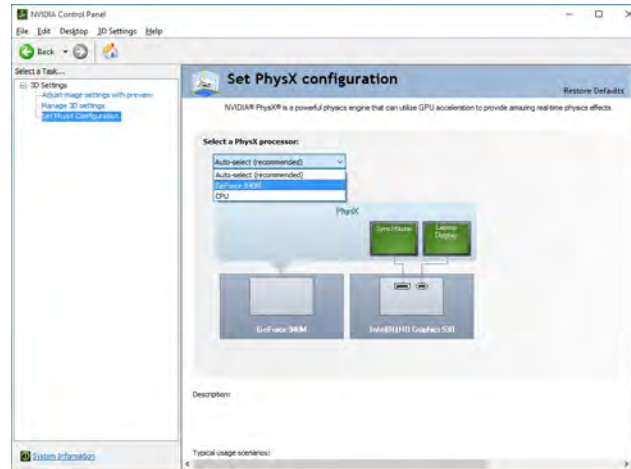 NVIDIA Control Panel
File Edit Desktop 3D Settings Help
Back
Select a Task...
3D Settings
Adjust image settings with preview
Manage 3D settings
Set PhysX Configuration
Set PhysX configuration
Restore Defaults
NVIDIA® PhysX® is a powerful physics engine that can utilize GPU acceleration to provide amazing real-time physics effects.
Select a PhysX processor:
Auto-select (recommended)
Auto-select (recommended)
GeForce 940M
CPU
PhysX
SyncMaster
Laptop Display
GeForce 940M
Intel(R) HD Graphics 530
Description:
Typical usage scenarios:
System Information